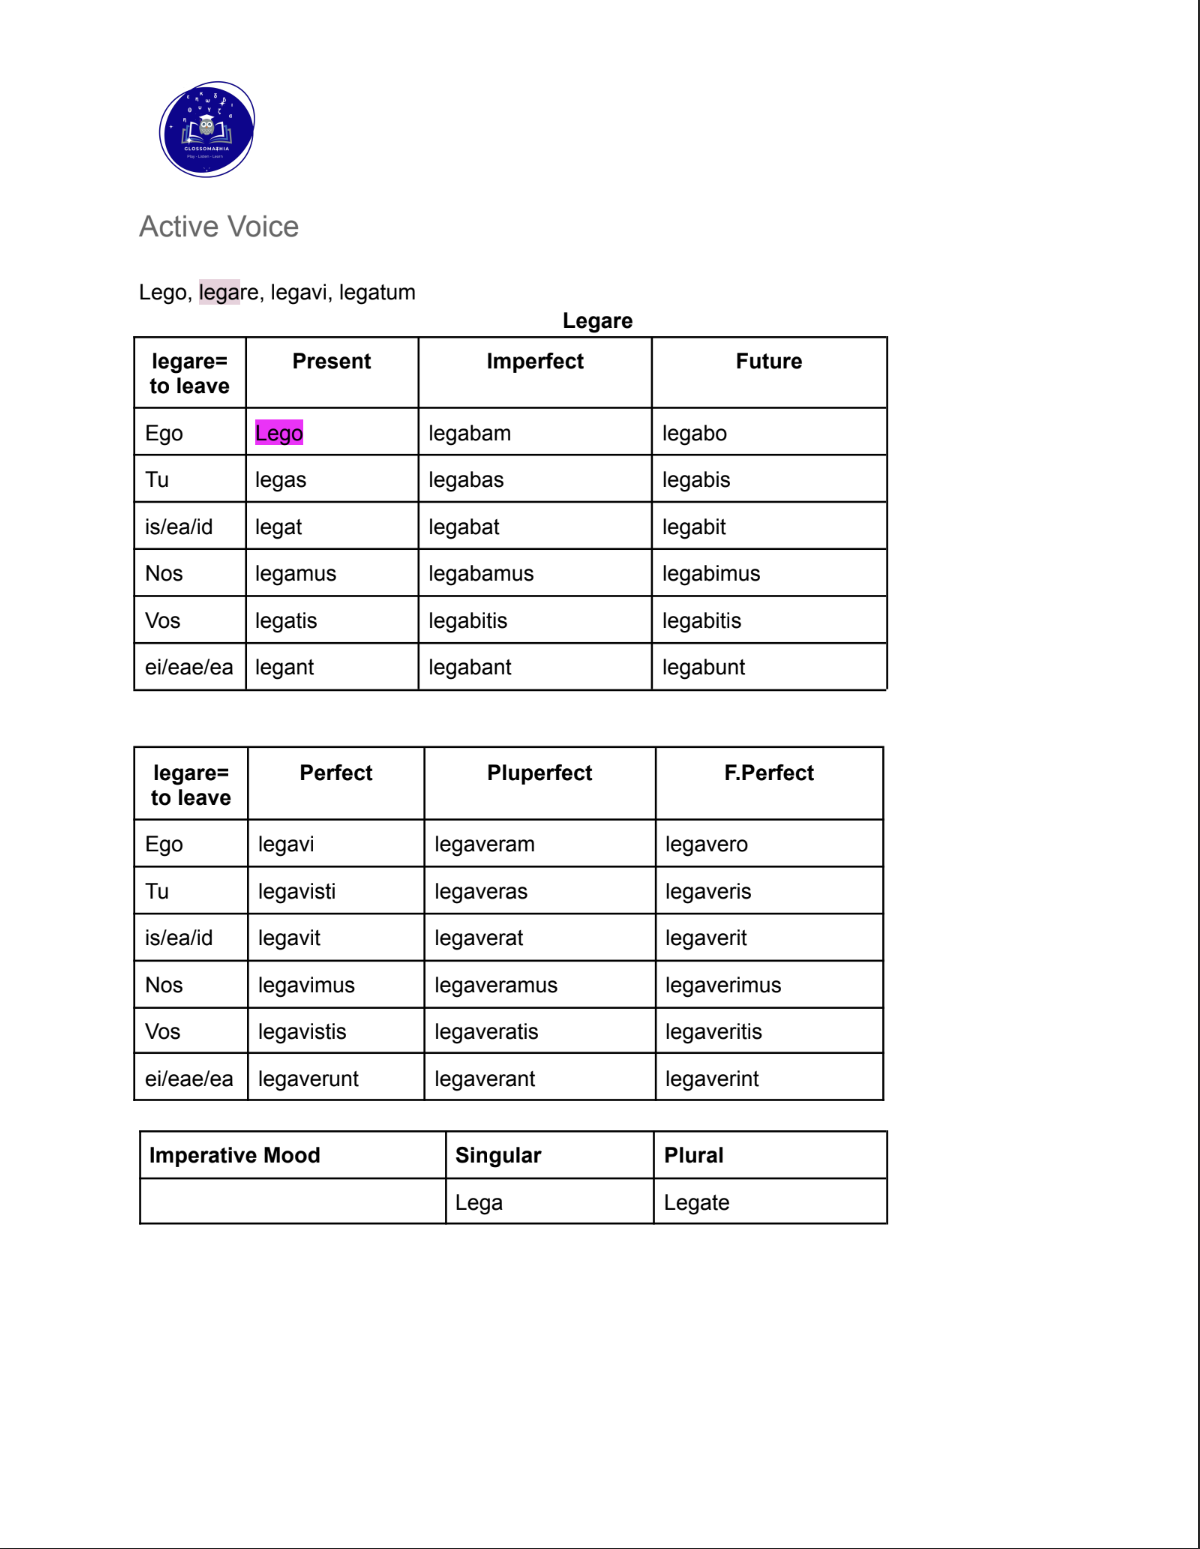 GLOSSOMATHIA
Play - Listen - Learn
Active Voice
Lego, legare, legavi, legatum
Legare
legare= to leave Present Imperfect Future
Ego Lego legabam legabo
Tu legas legabas legabis
is/ea/id legat legabat legabit
Nos legamus legabamus legabimus
Vos legatis legabitis legabitis
ei/eae/ea legant legabant legabunt
legare= to leave Perfect Pluperfect F.Perfect
Ego legavi legaveram legavero
Tu legavisti legaveras legaveris
is/ea/id legavit legaverat legaverit
Nos legavimus legaveramus legaverimus
Vos legavistis legaveratis legaveritis
ei/eae/ea legaverunt legaverant legaverint
Imperative Mood Singular Plural
Lega Legate